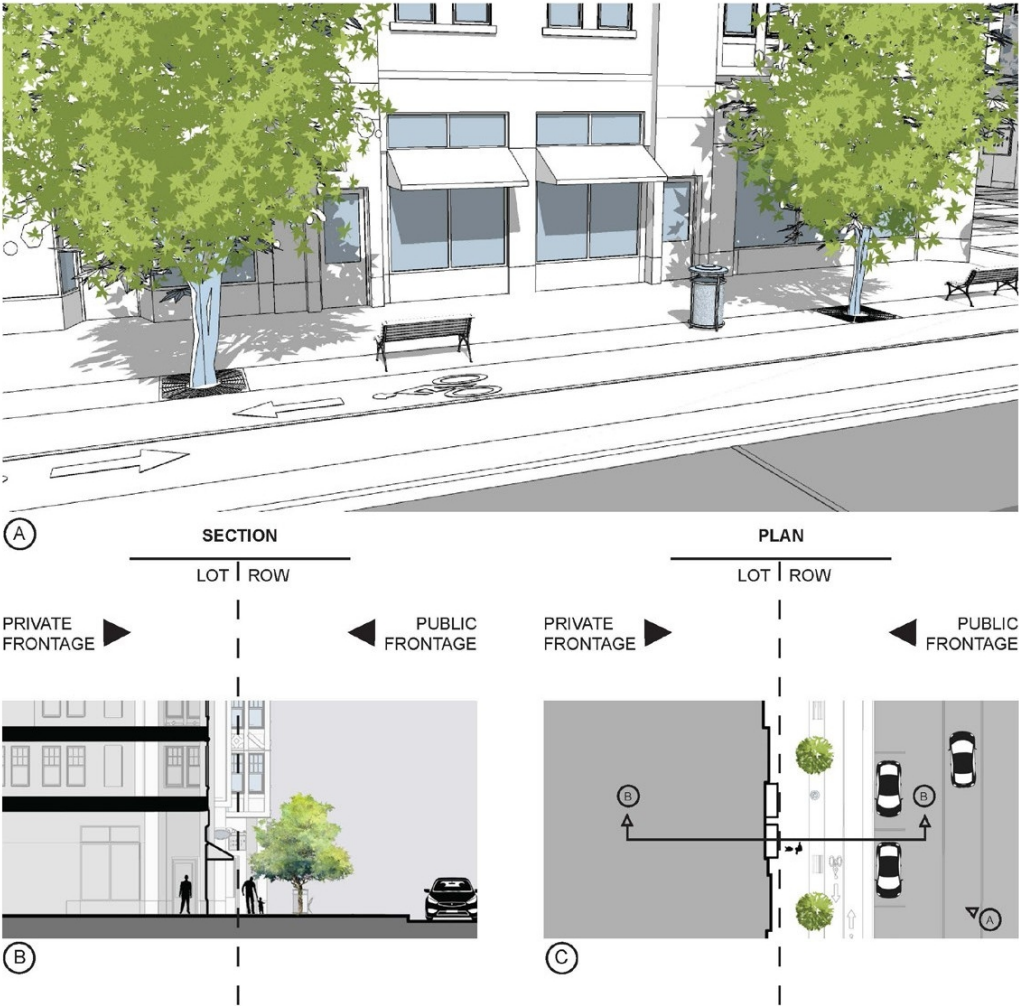 A
SECTION
LOT ROW
PRIVATE FRONTAGE
PUBLIC FRONTAGE
PLAN
LOT ROW
PRIVATE FRONTAGE
PUBLIC FRONTAGE
B
B
B
A
C